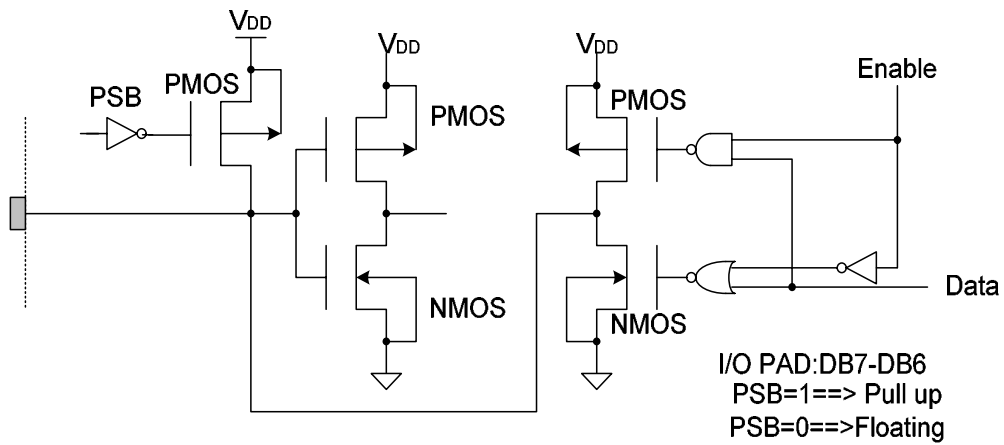 VDD
VDD
VDD
Enable
PSB
PMOS
PMOS
PMOS
NMOS
NMOS
Data
I/O PAD:DB7-DB6
PSB=1==> Pull up
PSB=0==>Floating